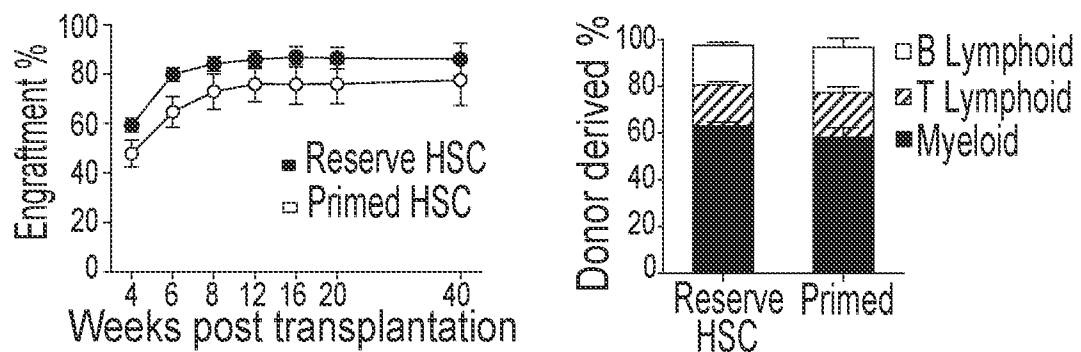 Engraftment %
100
80
60
40
20
0
4 6 8 12 16 20 40
Weeks post transplantation
Reserve HSC
Primed HSC
Donor derived %
100
80
60
40
20
0
Reserve HSC
Primed
B Lymphoid
T Lymphoid
Myeloid